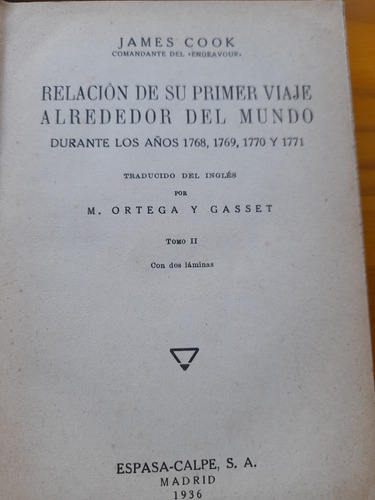 JAMES COOK
COMANDANTE DEL «ENGEAVOUR»
RELACIÓN DE SU PRIMER VIAJE
ALREDEDOR DEL MUNDO
DURANTE LOS AÑOS 1768, 1769, 1770 Y 1771
TRADUCIDO DEL INGLÉS
POR
M. ORTEGA Y GASSET
TOMO II
Con dos láminas
ESPASA-CALPE, S. A.
MADRID
1936